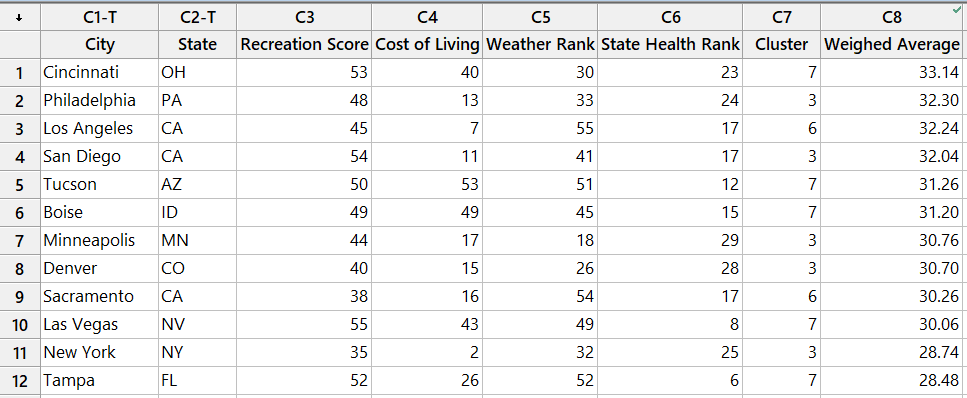 ↓ C1-T C2-T C3 C4 C5 C6 C7 C8
City State Recreation Score Cost of Living Weather Rank State Health Rank Cluster Weighed Average
1 Cincinnati OH 53 40 30 23 7 33.14
2 Philadelphia PA 48 13 33 24 3 32.30
3 Los Angeles CA 45 7 55 17 6 32.24
4 San Diego CA 54 11 41 17 3 32.04
5 Tucson AZ 50 53 51 12 7 31.26
6 Boise ID 49 49 45 15 7 31.20
7 Minneapolis MN 44 17 18 29 3 30.76
8 Denver CO 40 15 26 28 3 30.70
9 Sacramento CA 38 16 54 17 6 30.26
10 Las Vegas NV 55 43 49 8 7 30.06
11 New York NY 35 2 32 25 3 28.74
12 Tampa FL 52 26 52 6 7 28.48